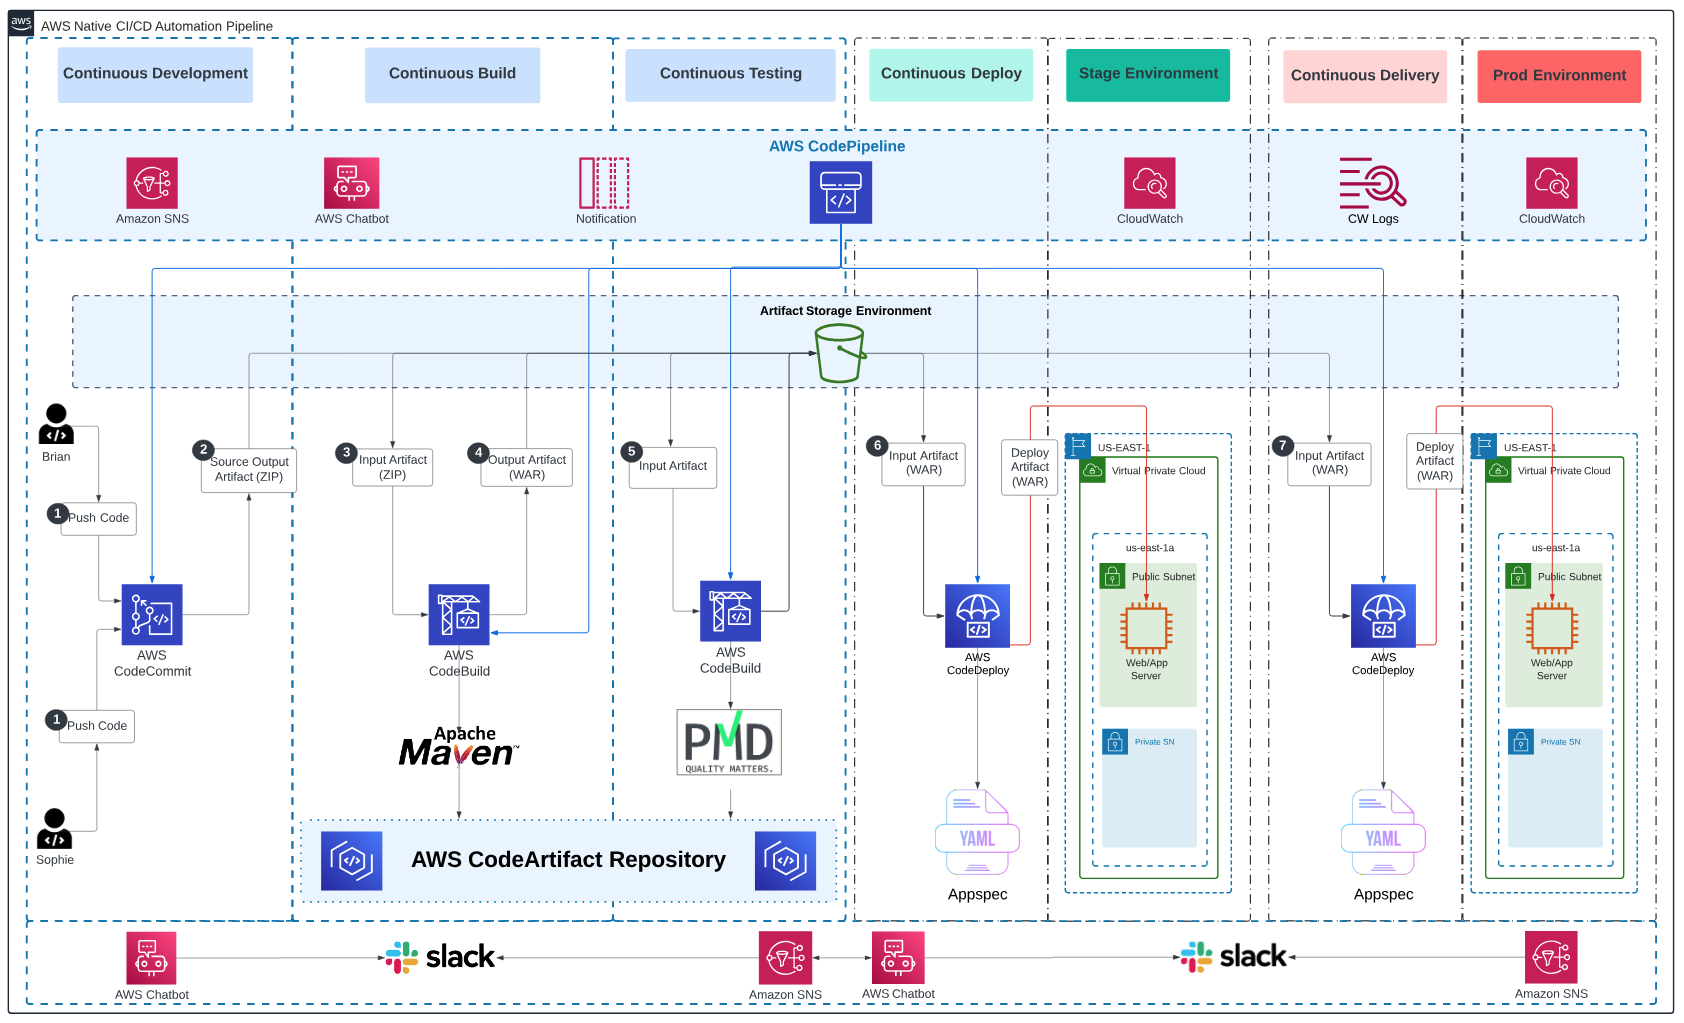 aws
AWS Native CI/CD Automation Pipeline
Continuous Development
Continuous Build
Continuous Testing
Continuous Deploy
Stage Environment
Continuous Delivery
Prod Environment
AWS CodePipeline
Amazon SNS
AWS Chatbot
Notification
CloudWatch
CW Logs
CloudWatch
Artifact Storage Environment
Brian
1
Push Code
2
Source Output
Artifact (ZIP)
3
Input Artifact
(ZIP)
4
Output Artifact
(WAR)
5
Input Artifact
6
Input Artifact
(WAR)
Deploy
Artifact
(WAR)
US-EAST-1
Virtual Private Cloud
us-east-1a
Public Subnet
Web/App
Server
Private SN
7
Input Artifact
(WAR)
Deploy
Artifact
(WAR)
US-EAST-1
Virtual Private Cloud
us-east-1a
Public Subnet
Web/App
Server
Private SN
AWS
CodeCommit
AWS
CodeBuild
AWS
CodeBuild
AWS
CodeDeploy
AWS
CodeDeploy
1
Push Code
Sophie
Apache
Maven™
PMD
QUALITY MATTERS.
YAML
Appspec
YAML
Appspec
AWS CodeArtifact Repository
AWS Chatbot
slack
Amazon SNS
AWS Chatbot
slack
Amazon SNS